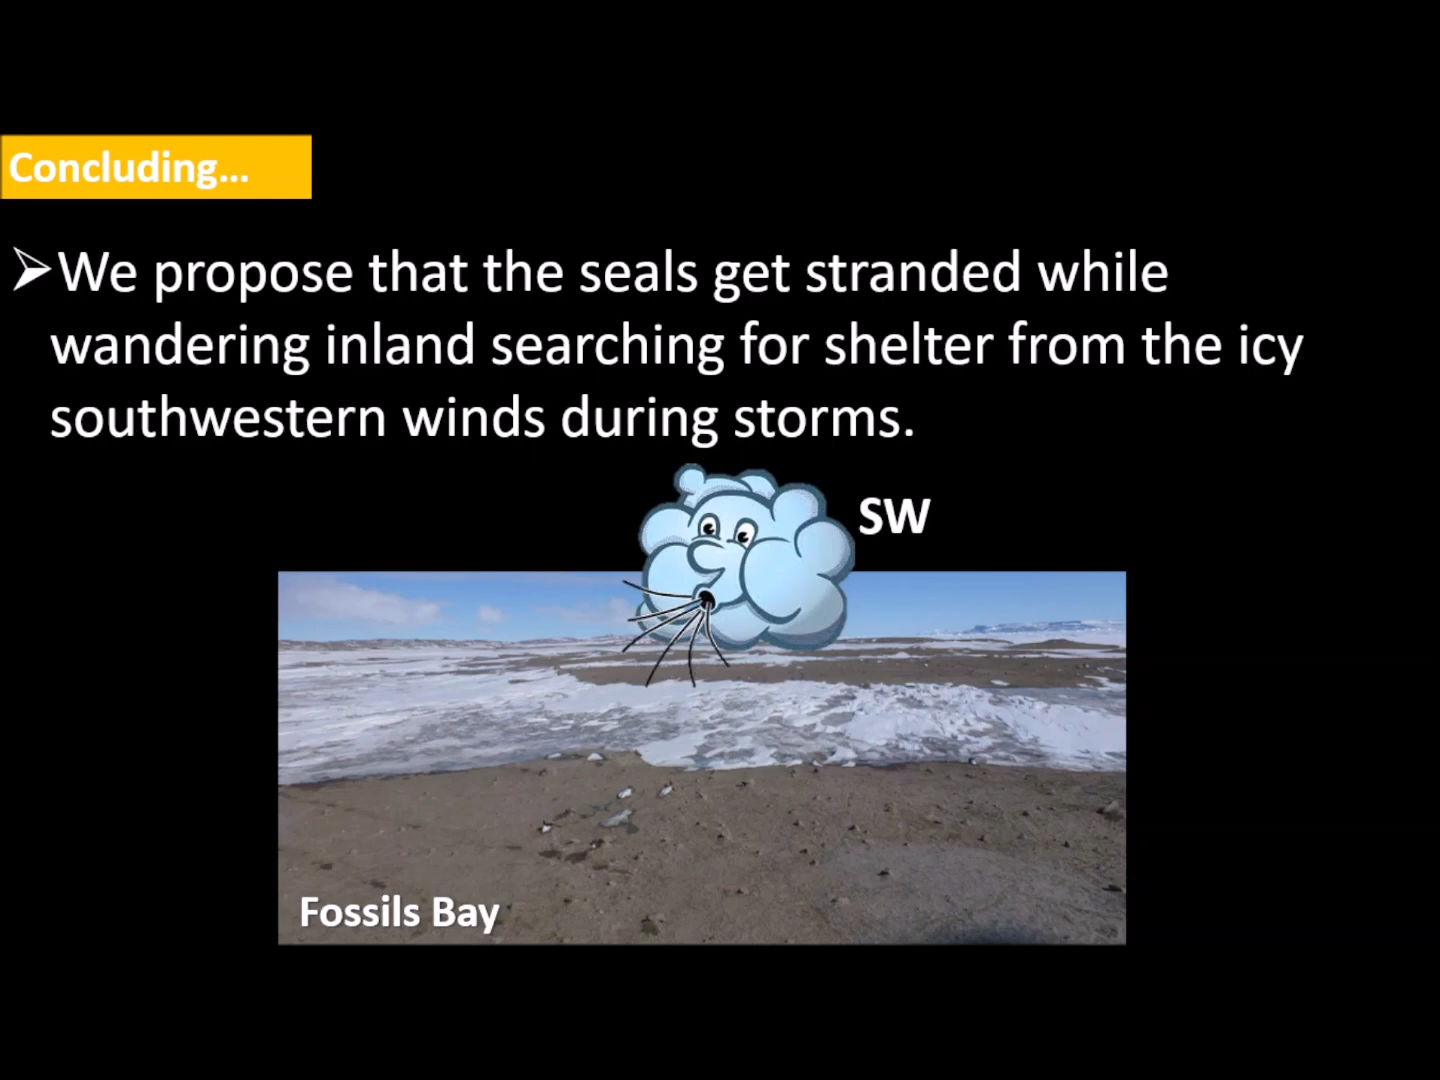 Concluding...
➢We propose that the seals get stranded while
wandering inland searching for shelter from the icy
southwestern winds during storms.
SW
Fossils Bay